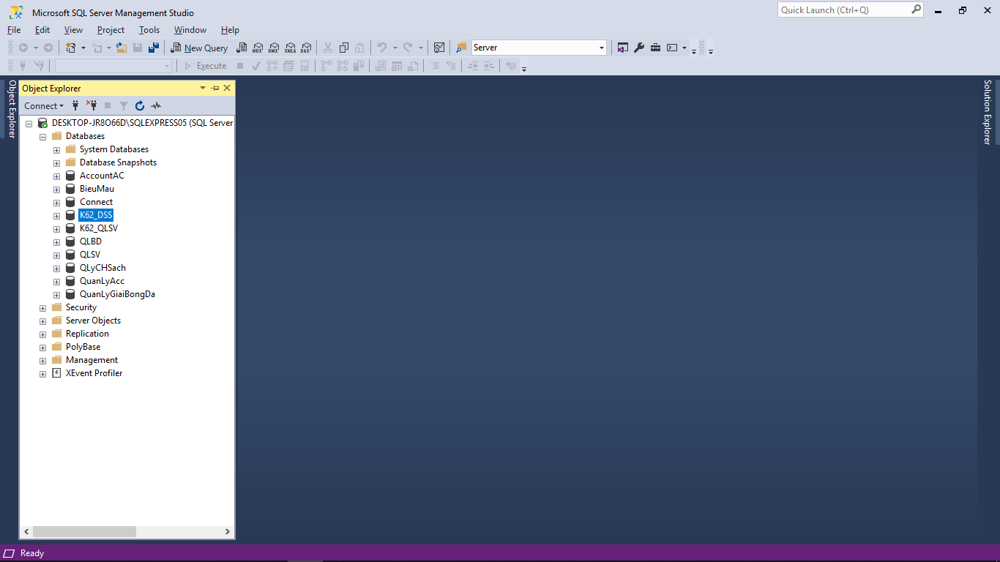 Microsoft SQL Server Management Studio
Quick Launch (Ctrl+Q)
File Edit View Project Tools Window Help
New Query MDX DMX XMLA DAX Server
Execute
Object Explorer
Object Explorer
Connect
DESKTOP-JR8O66D\SQLEXPRESS05 (SQL Server
Databases
System Databases
Database Snapshots
AccountAC
BieuMau
Connect
K62_DSS
K62_QLSV
QLBD
QLSV
QLyCHSach
QuanLyAcc
QuanLyGiaiBongDa
Security
Server Objects
Replication
PolyBase
Management
XEvent Profiler
Solution Explorer
Ready